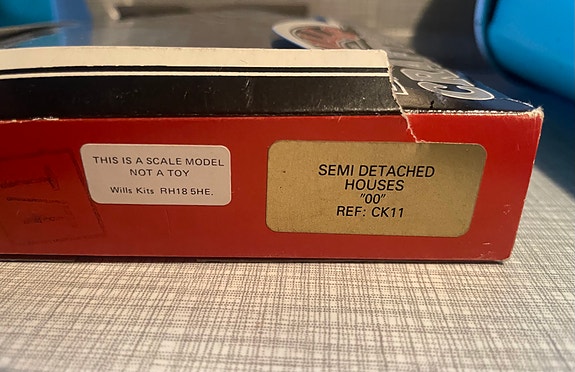 THIS IS A SCALE MODEL
NOT A TOY
Wills Kits RH18 5HE.
SEMI DETACHED
HOUSES
"00"
REF: CK11